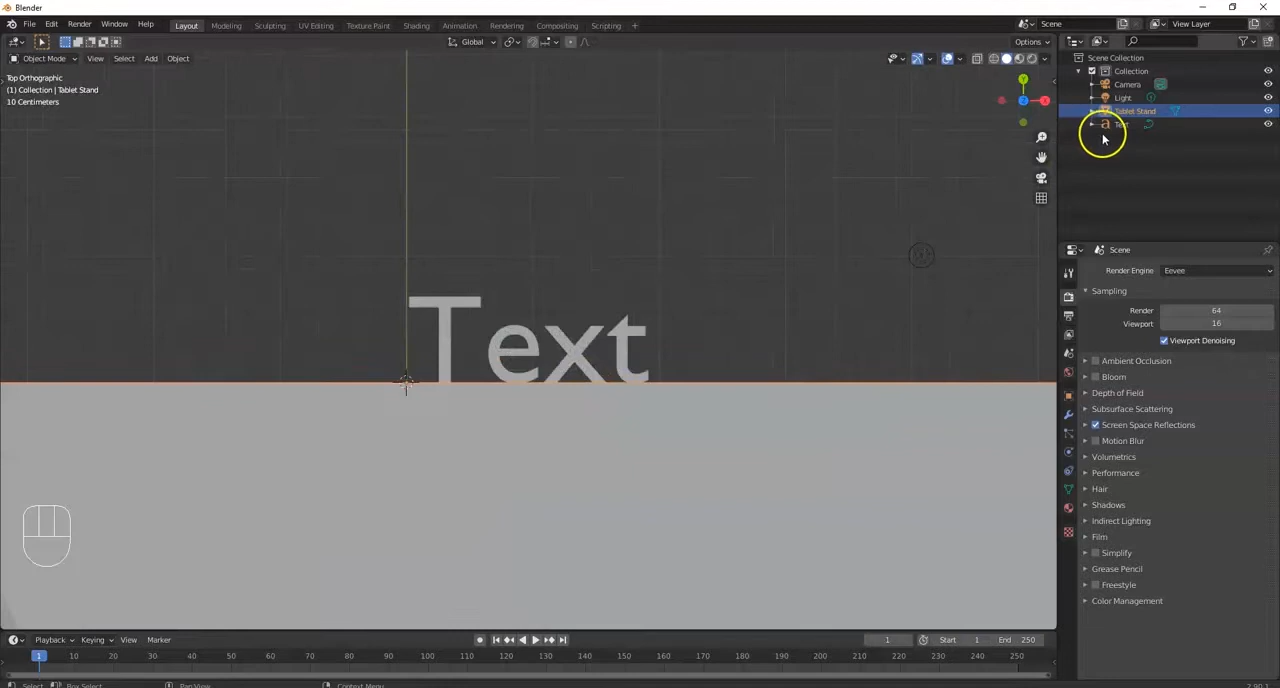 Blender
File Edit Render Window Help Layout Modeling Sculpting UV Editing Texture Paint Shading Animation Rendering Compositing Scripting + Scene View Layer
Global Options
Object Mode View Select Add Object
Top Orthographic
(1) Collection | Tablet Stand
10 Centimeters
Scene Collection
Collection
Camera
Light
Tablet Stand
Text
Scene
Render Engine Eevee
Sampling
Render 64
Viewport 16
Viewport Denoising
Ambient Occlusion
Bloom
Depth of Field
Subsurface Scattering
Screen Space Reflections
Motion Blur
Volumetrics
Performance
Hair
Shadows
Indirect Lighting
Film
Simplify
Grease Pencil
Freestyle
Color Management
Playback Keying View Marker 1 Start 1 End 250
1 10 20 30 40 50 60 70 80 90 100 110 120 130 140 150 160 170 180 190 200 210 220 230 240 250
Select Box Select Pan View Context Menu 2.90.1